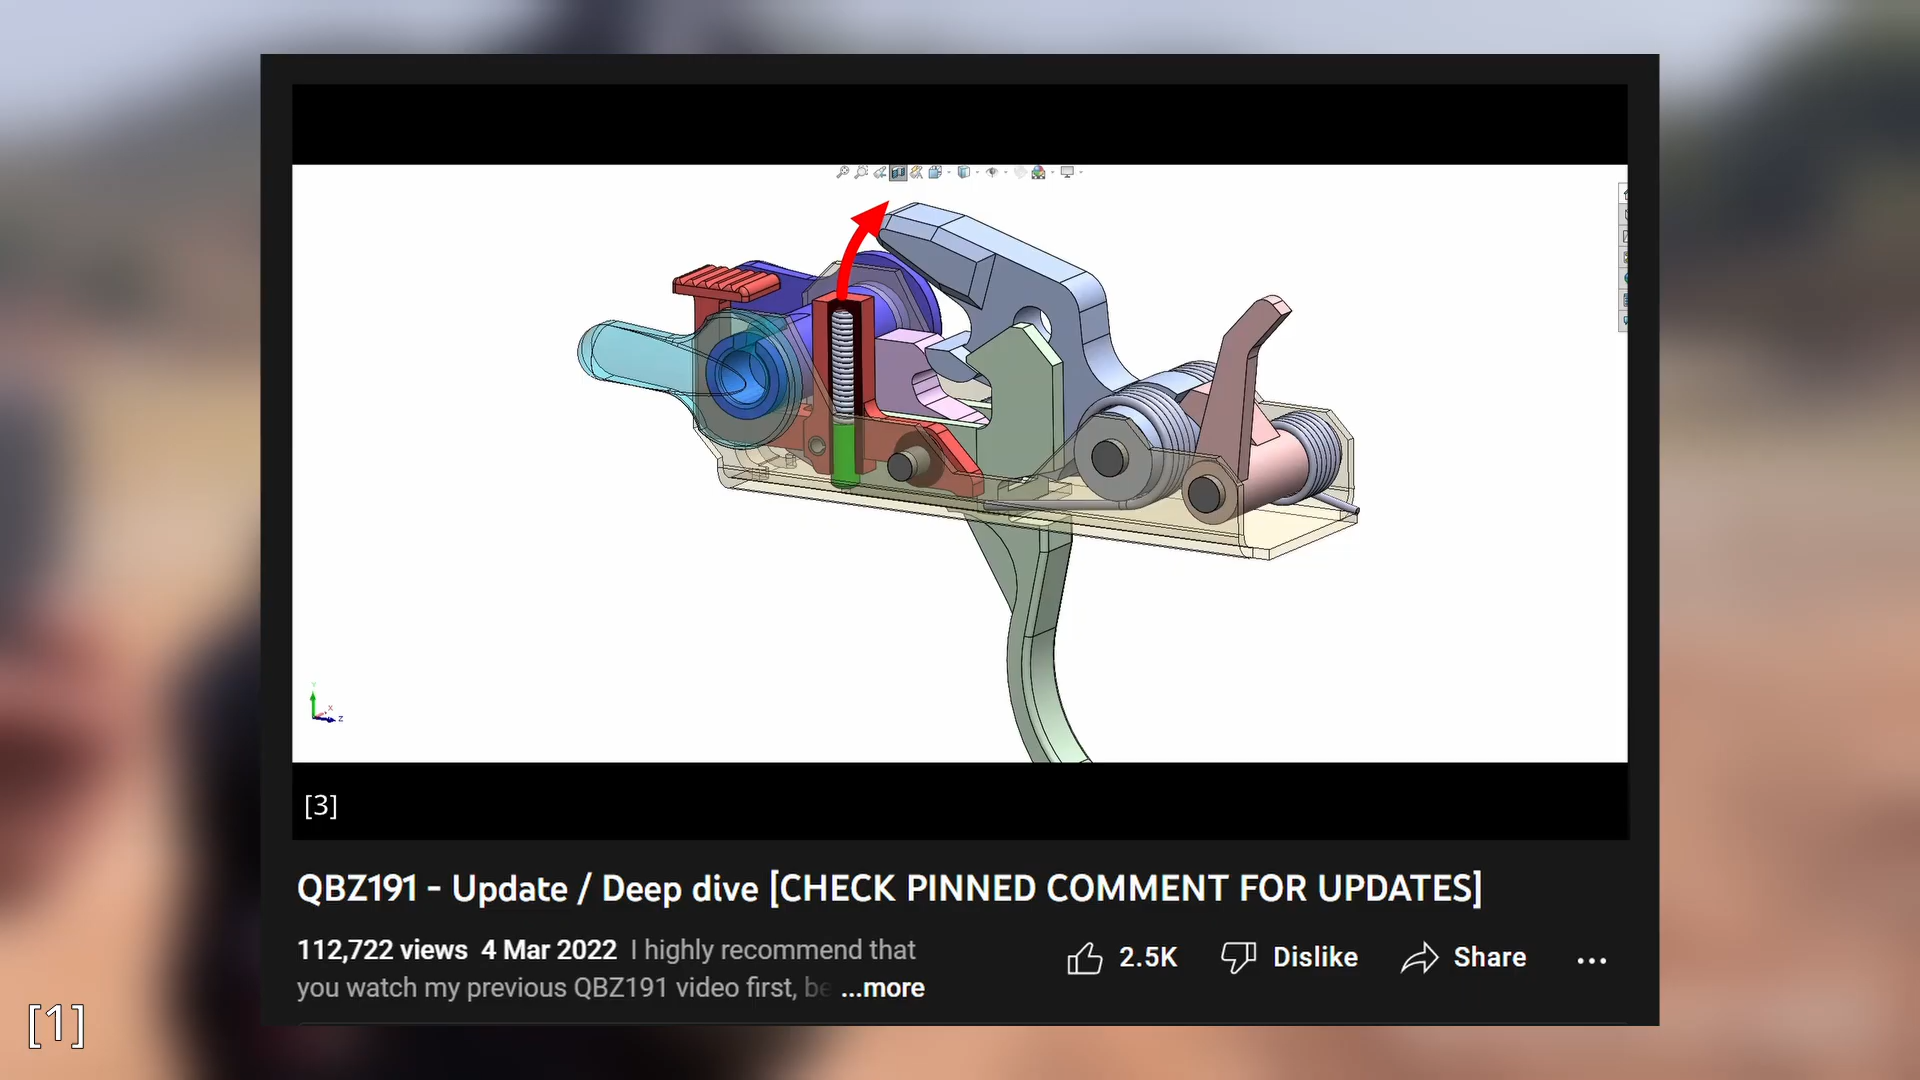 [3]
QBZ191 - Update / Deep dive [CHECK PINNED COMMENT FOR UPDATES]
112,722 views 4 Mar 2022 I highly recommend that
you watch my previous QBZ191 video first, be ...more
2.5K Dislike Share
[1]